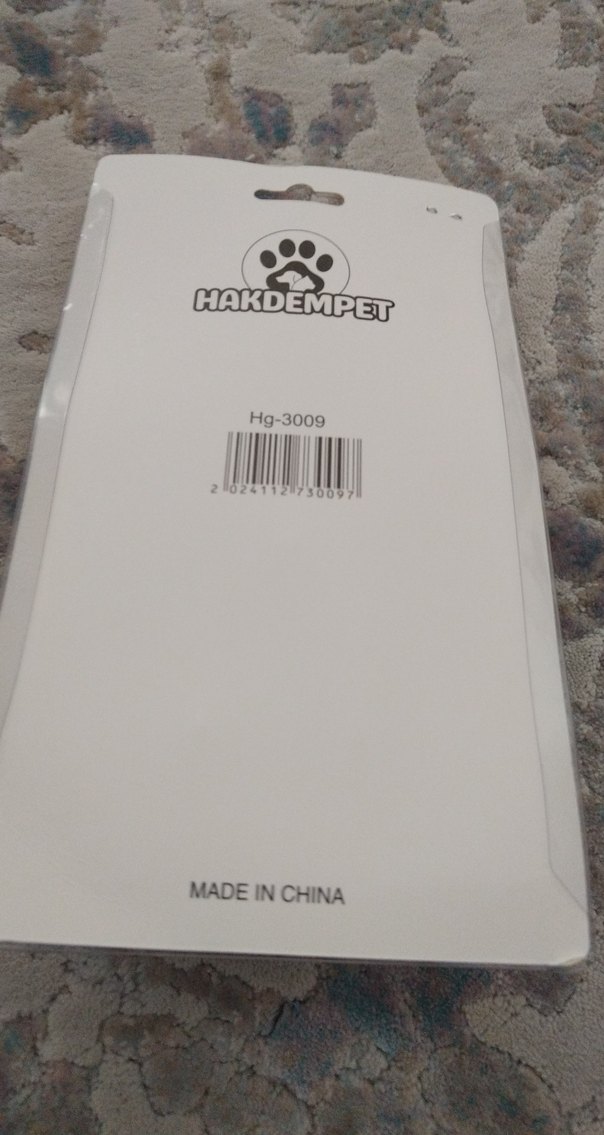 HAKDEMPET
Hg-3009
2 024112 730097
MADE IN CHINA